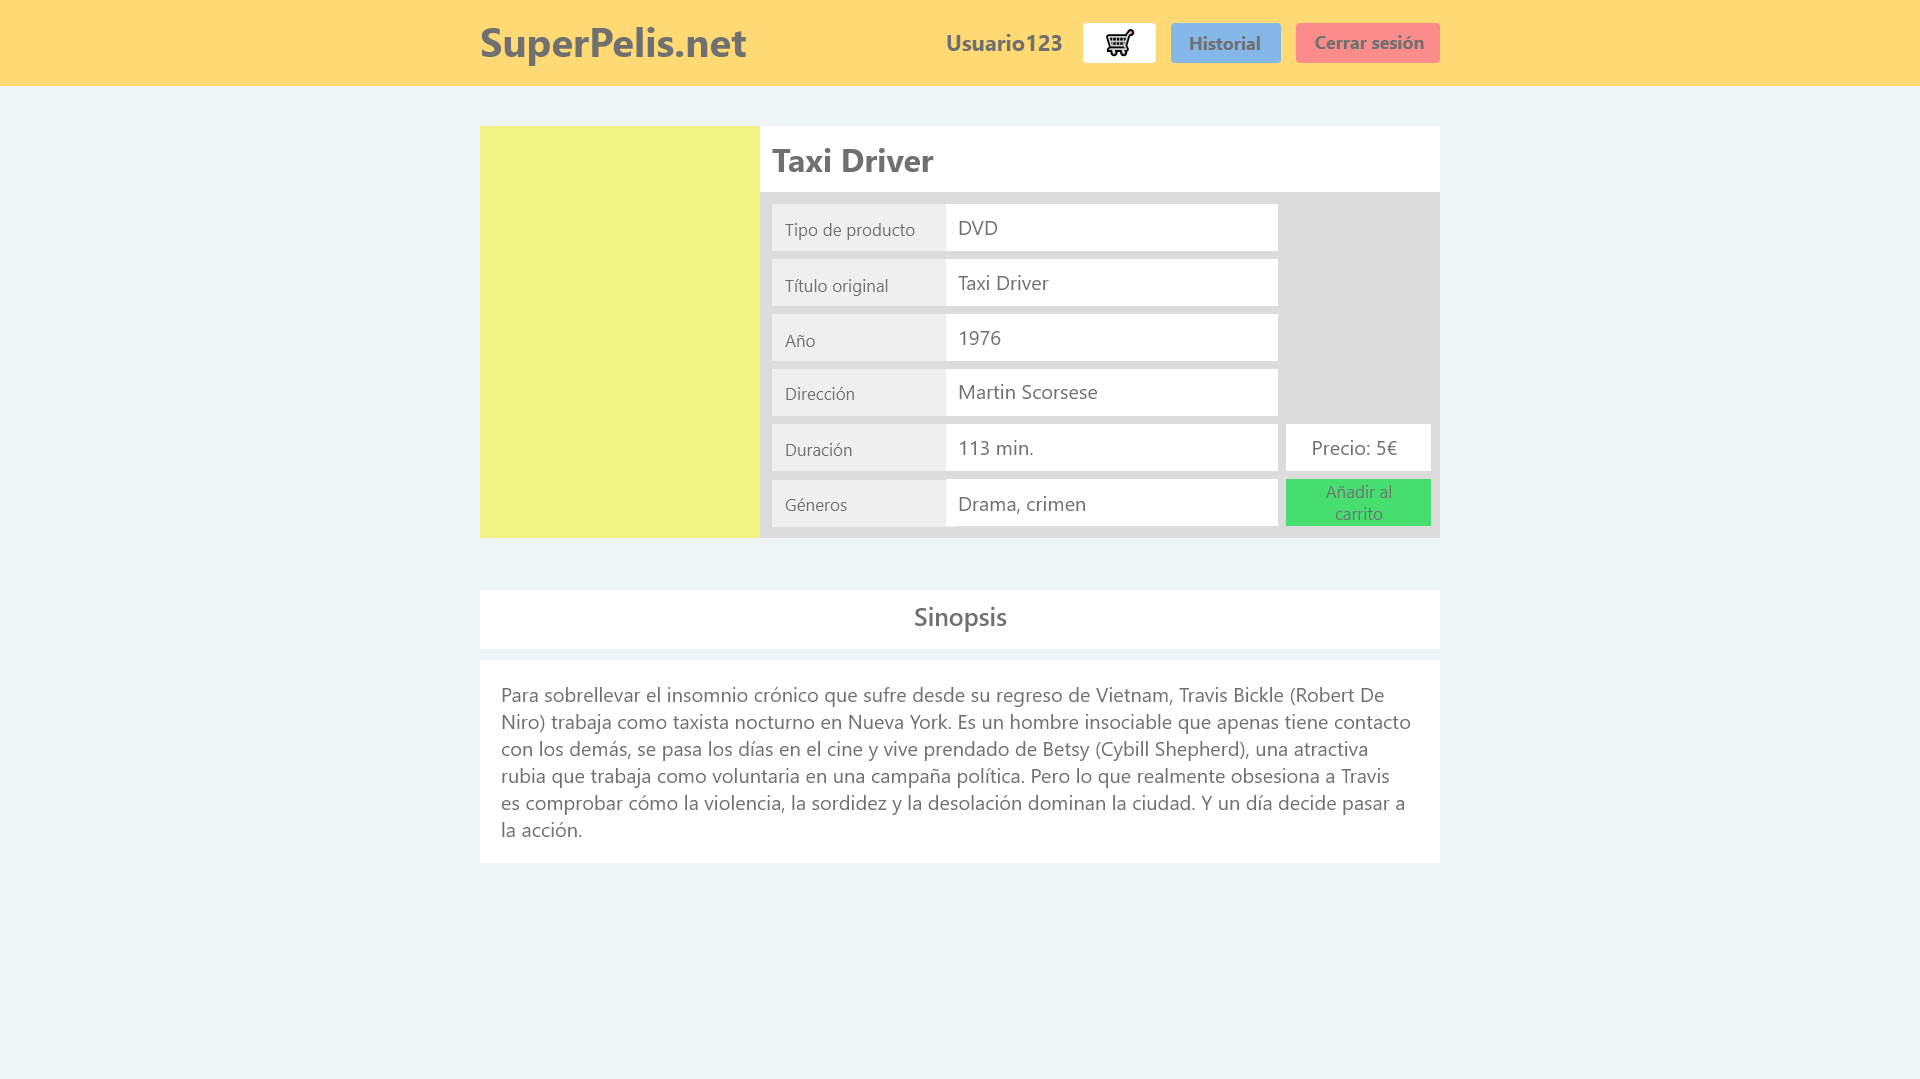 SuperPelis.net
Usuario123
Historial
Cerrar sesión
Taxi Driver
Tipo de producto
DVD
Título original
Taxi Driver
Año
1976
Dirección
Martin Scorsese
Duración
113 min.
Precio: 5€
Géneros
Drama, crimen
Añadir al
carrito
Sinopsis
Para sobrellevar el insomnio crónico que sufre desde su regreso de Vietnam, Travis Bickle (Robert De
Niro) trabaja como taxista nocturno en Nueva York. Es un hombre insociable que apenas tiene contacto
con los demás, se pasa los días en el cine y vive prendado de Betsy (Cybill Shepherd), una atractiva
rubia que trabaja como voluntaria en una campaña política. Pero lo que realmente obsesiona a Travis
es comprobar cómo la violencia, la sordidez y la desolación dominan la ciudad. Y un día decide pasar a
la acción.